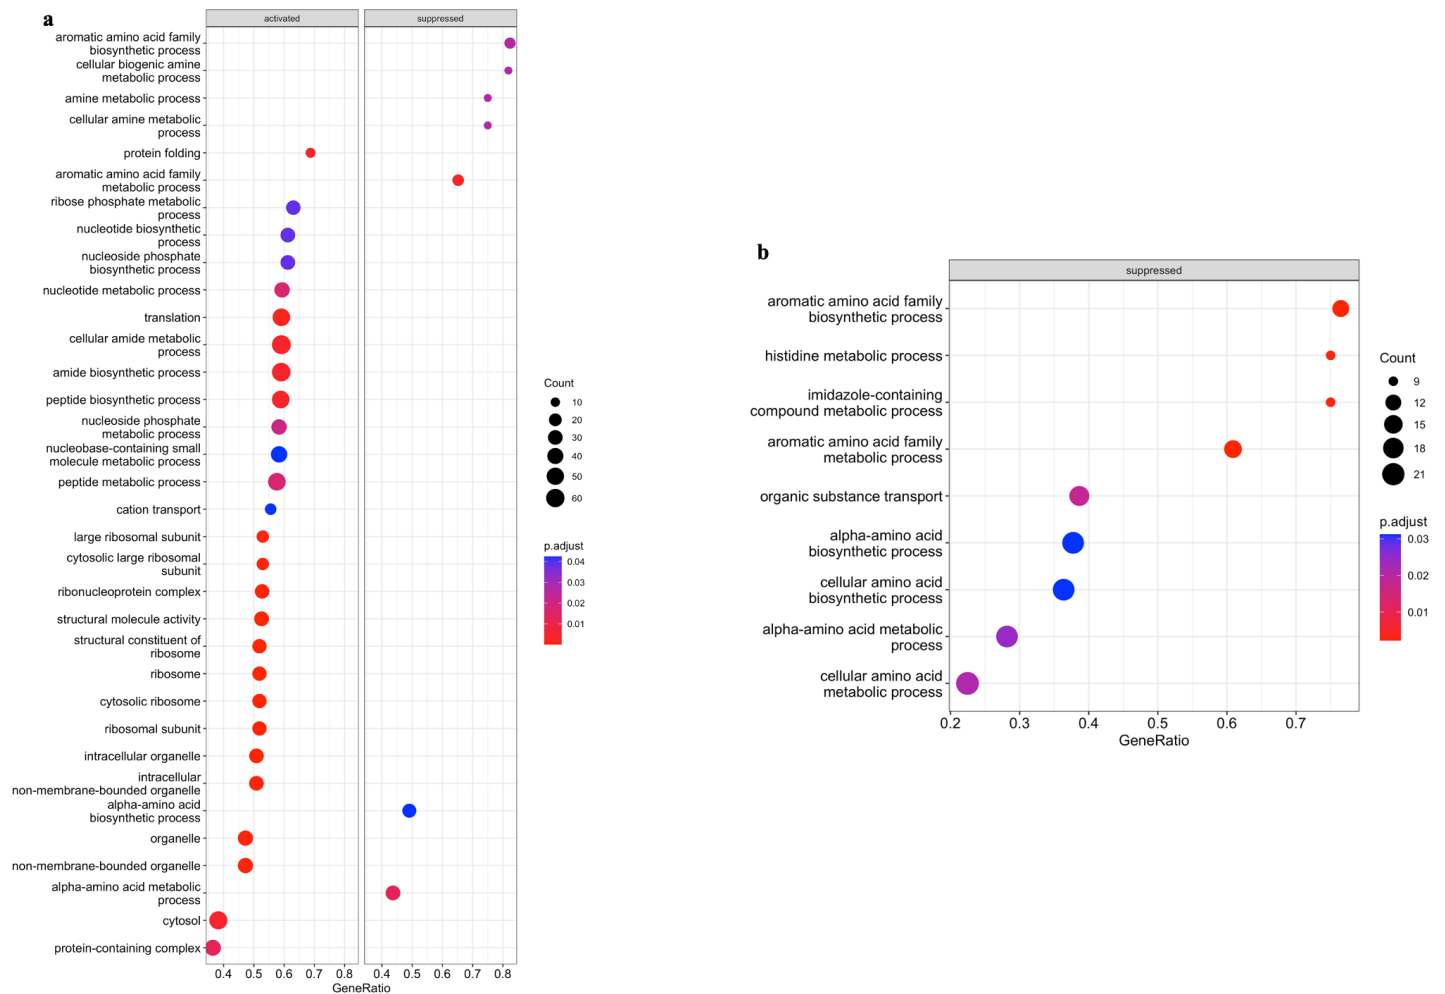 a
activated
suppressed
aromatic amino acid family
biosynthetic process
cellular biogenic amine
metabolic process
amine metabolic process
cellular amine metabolic
process
protein folding
aromatic amino acid family
metabolic process
ribose phosphate metabolic
process
nucleotide biosynthetic
process
nucleoside phosphate
biosynthetic process
nucleotide metabolic process
translation
cellular amide metabolic
process
amide biosynthetic process
peptide biosynthetic process
nucleoside phosphate
metabolic process
nucleobase-containing small
molecule metabolic process
peptide metabolic process
cation transport
large ribosomal subunit
cytosolic large ribosomal
subunit
ribonucleoprotein complex
structural molecule activity
structural constituent of
ribosome
ribosome
cytosolic ribosome
ribosomal subunit
intracellular organelle
intracellular
non-membrane-bounded organelle
alpha-amino acid
biosynthetic process
organelle
non-membrane-bounded organelle
alpha-amino acid metabolic
process
cytosol
protein-containing complex
0.4 0.5 0.6 0.7 0.8
0.4 0.5 0.6 0.7 0.8
GeneRatio
Count
10
20
30
40
50
60
p.adjust
0.04
0.03
0.02
0.01
b
suppressed
aromatic amino acid family
biosynthetic process
histidine metabolic process
imidazole-containing
compound metabolic process
aromatic amino acid family
metabolic process
organic substance transport
alpha-amino acid
biosynthetic process
cellular amino acid
biosynthetic process
alpha-amino acid metabolic
process
cellular amino acid
metabolic process
0.2 0.3 0.4 0.5 0.6 0.7
GeneRatio
Count
9
12
15
18
21
p.adjust
0.03
0.02
0.01